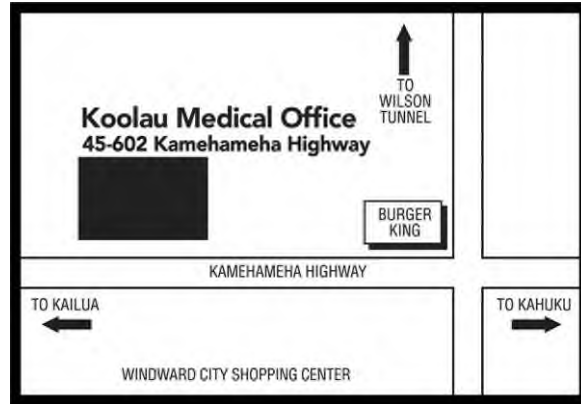 TO
WILSON
TUNNEL
Koolau Medical Office
45-602 Kamehameha Highway
BURGER
KING
KAMEHAMEHA HIGHWAY
TO KAILUA
TO KAHUKU
WINDWARD CITY SHOPPING CENTER